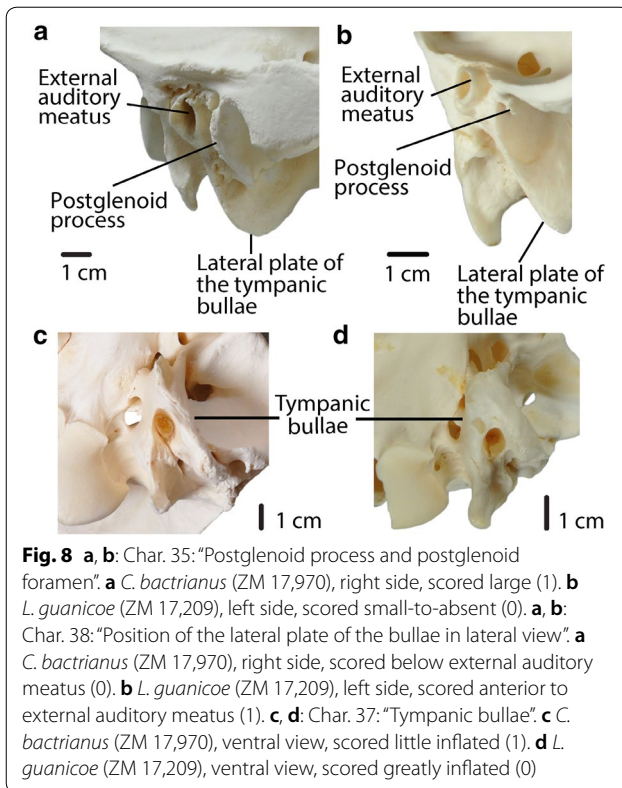 a
b
External
auditory
meatus
External
auditory
meatus
Postglenoid
process
Postglenoid
process
1 cm
1 cm
Lateral plate of
the tympanic
bullae
Lateral plate of
the tympanic
bullae
c
d
Tympanic
bullae
1 cm
1 cm
Fig. 8 a, b: Char. 35: “Postglenoid process and postglenoid
foramen”. a C. bactrianus (ZM 17,970), right side, scored large (1). b
L. guanicoe (ZM 17,209), left side, scored small-to-absent (0). a, b:
Char. 38: “Position of the lateral plate of the bullae in lateral view”. a
C. bactrianus (ZM 17,970), right side, scored below external auditory
meatus (0). b L. guanicoe (ZM 17,209), left side, scored anterior to
external auditory meatus (1). c, d: Char. 37: “Tympanic bullae”. c C.
bactrianus (ZM 17,970), ventral view, scored little inflated (1). d L.
guanicoe (ZM 17,209), ventral view, scored greatly inflated (0)